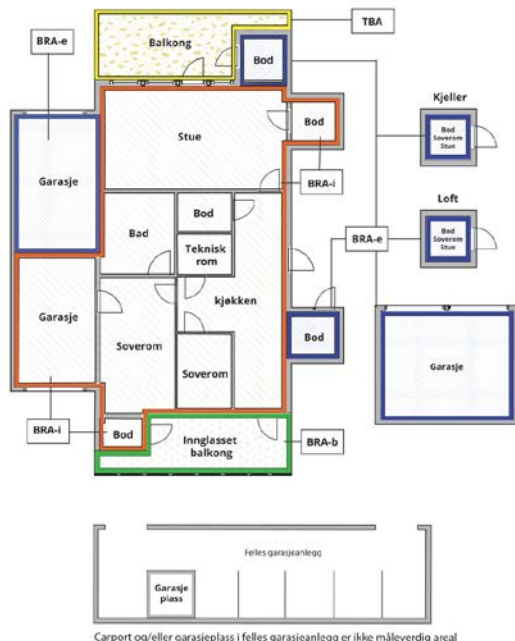 TBA
BRA-e
Balkong
Bod
Kjeller
Bod
Soverom
Stue
Stue
Bod
BRA-i
Garasje
Loft
Bod
Soverom
Stue
Bad
Bod
Teknisk
rom
BRA-e
kjøkken
Garasje
Soverom
Soverom
Bod
Garasje
BRA-i
Bod
Innglasset
balkong
BRA-b
Felles garasjeanlegg
Garasje
plass
Carport og/eller garasjeplass i felles garasjeanlegg er ikke måleverdig areal